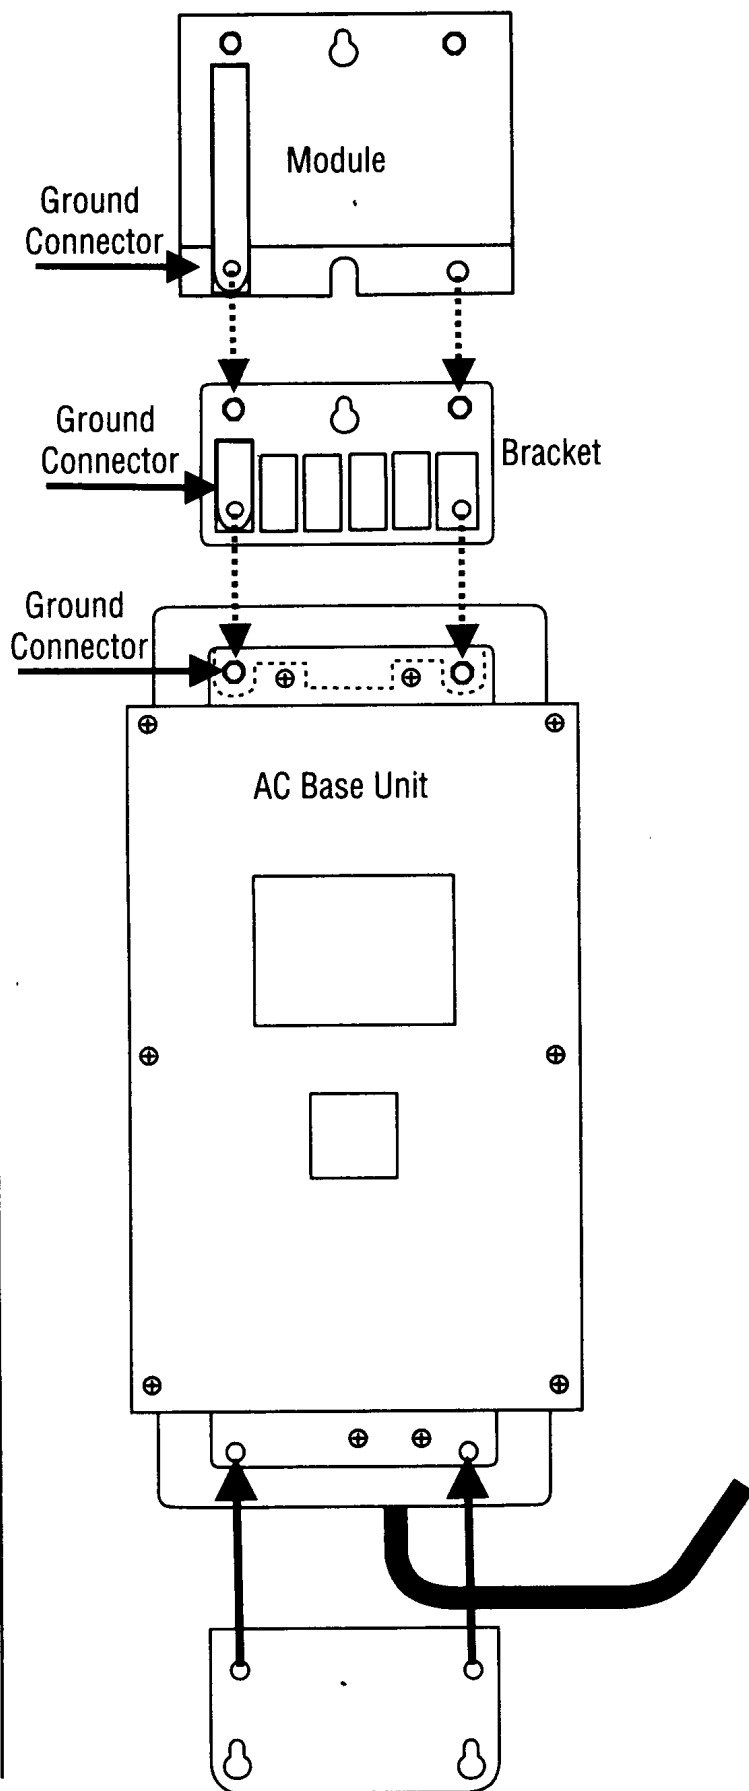 Module
Ground
Connector
Ground
Connector
Bracket
Ground
Connector
AC Base Unit